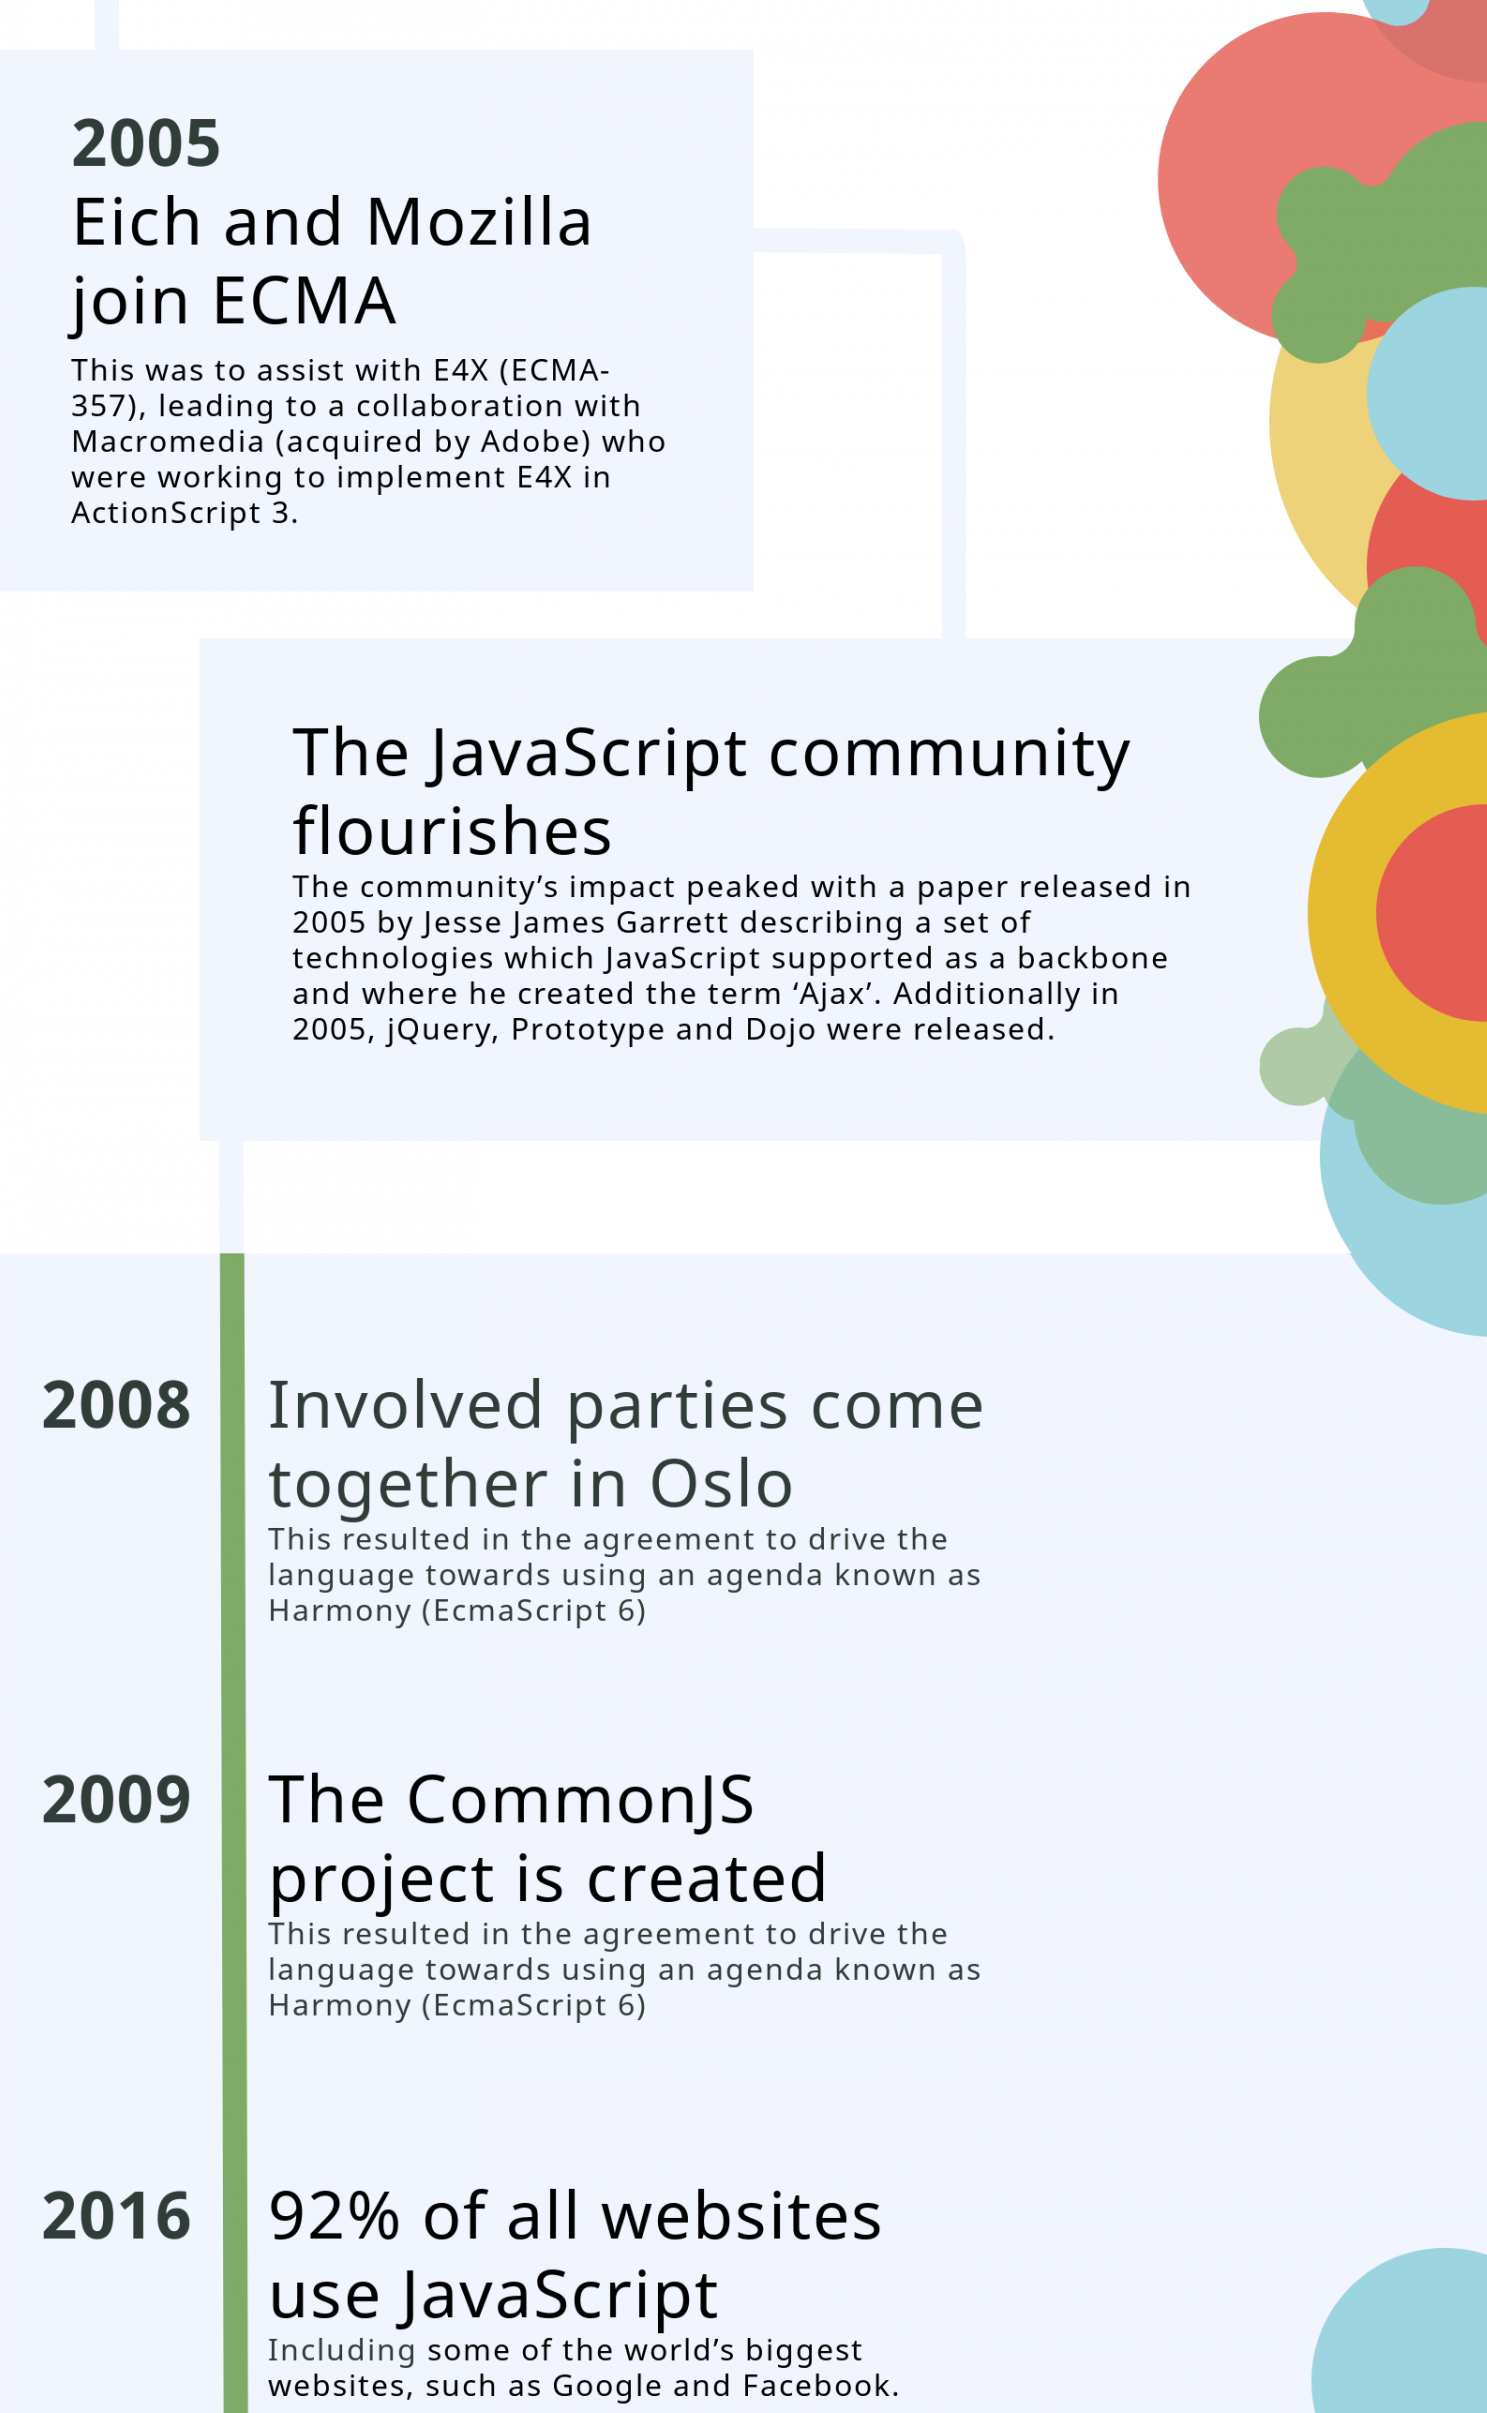 2005
Eich and Mozilla
join ECMA
This was to assist with E4X (ECMA-
357), leading to a collaboration with
Macromedia (acquired by Adobe) who
were working to implement E4X in
ActionScript 3.
The JavaScript community
flourishes
The community’s impact peaked with a paper released in
2005 by Jesse James Garrett describing a set of
technologies which JavaScript supported as a backbone
and where he created the term ‘Ajax’. Additionally in
2005, jQuery, Prototype and Dojo were released.
2008
Involved parties come
together in Oslo
This resulted in the agreement to drive the
language towards using an agenda known as
Harmony (EcmaScript 6)
2009
The CommonJS
project is created
This resulted in the agreement to drive the
language towards using an agenda known as
Harmony (EcmaScript 6)
2016
92% of all websites
use JavaScript
Including some of the world’s biggest
websites, such as Google and Facebook.